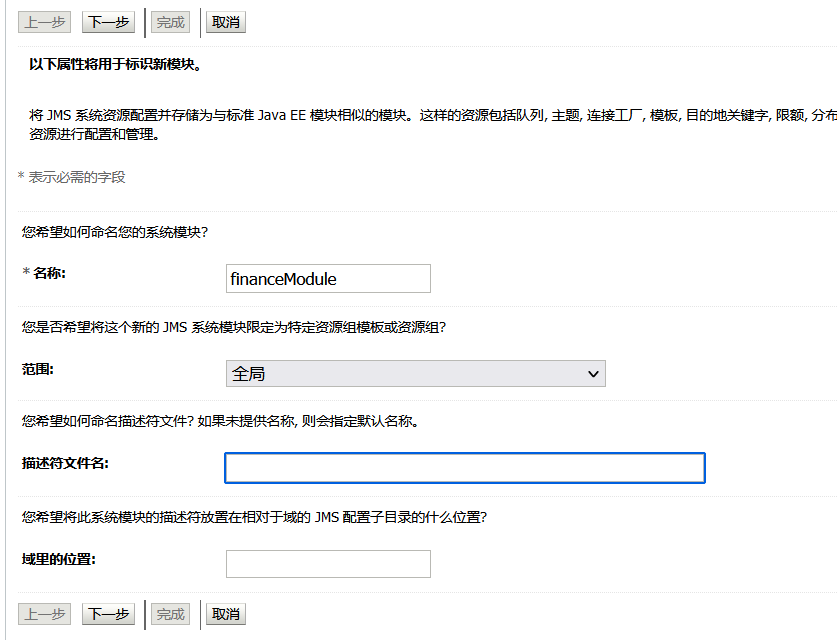 上一步 下一步 完成 取消
以下属性将用于标识新模块。
将 JMS 系统资源配置并存储为与标准 Java EE 模块相似的模块。这样的资源包括队列, 主题, 连接工厂, 模板, 目的地关键字, 限额, 分布
资源进行配置和管理。
* 表示必需的字段
您希望如何命名您的系统模块?
* 名称: financeModule
您是否希望将这个新的 JMS 系统模块限定为特定资源组模板或资源组?
范围: 全局
您希望如何命名描述符文件? 如果未提供名称, 则会指定默认名称。
描述符文件名:
您希望将此系统模块的描述符放置在相对于域的 JMS 配置子目录的什么位置?
域里的位置:
上一步 下一步 完成 取消